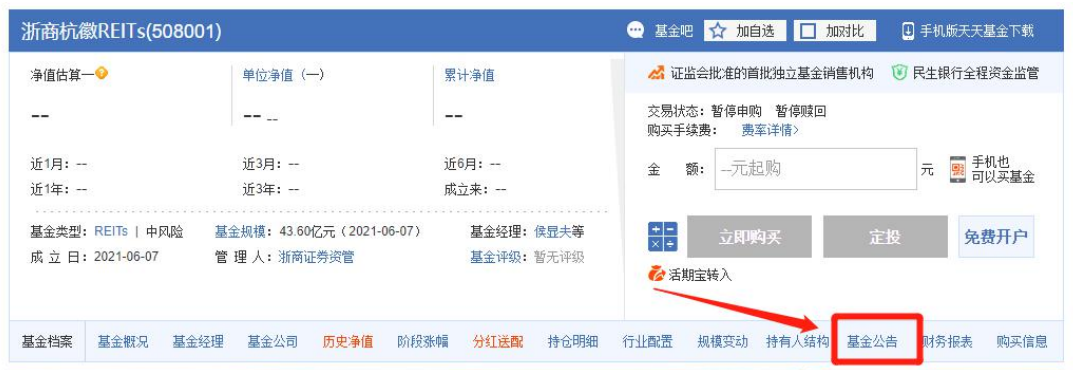 浙商杭徽REITs(508001)
基金吧 加自选 加对比 手机版天天基金下载
净值估算— 单位净值（—） 累计净值
证监会批准的首批独立基金销售机构 民生银行全程资金监管
-- -- -- --
交易状态：暂停申购 暂停赎回
购买手续费： 费率详情>
近1月：-- 近3月：-- 近6月：--
金 额： --元起购 元 手机也
可以买基金
近1年：-- 近3年：-- 成立来：--
基金类型：REITs | 中风险 基金规模：43.60亿元（2021-06-07） 基金经理：侯显夫等
立即购买 定投 免费开户
成 立 日：2021-06-07 管 理 人：浙商证券资管 基金评级：暂无评级
活期宝转入
基金档案 基金概况 基金经理 基金公司 历史净值 阶段涨幅 分红送配 持仓明细 行业配置 规模变动 持有人结构 基金公告 财务报表 购买信息